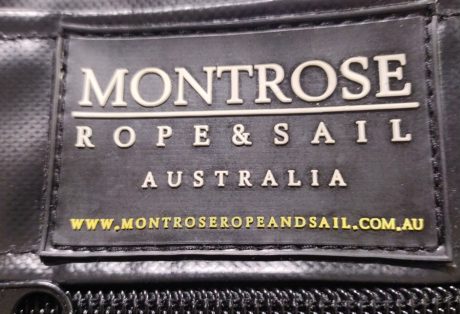 MONTROSE
ROPE & SAIL
AUSTRALIA
WWW.MONTROSEROPEANDSAIL.COM.AU